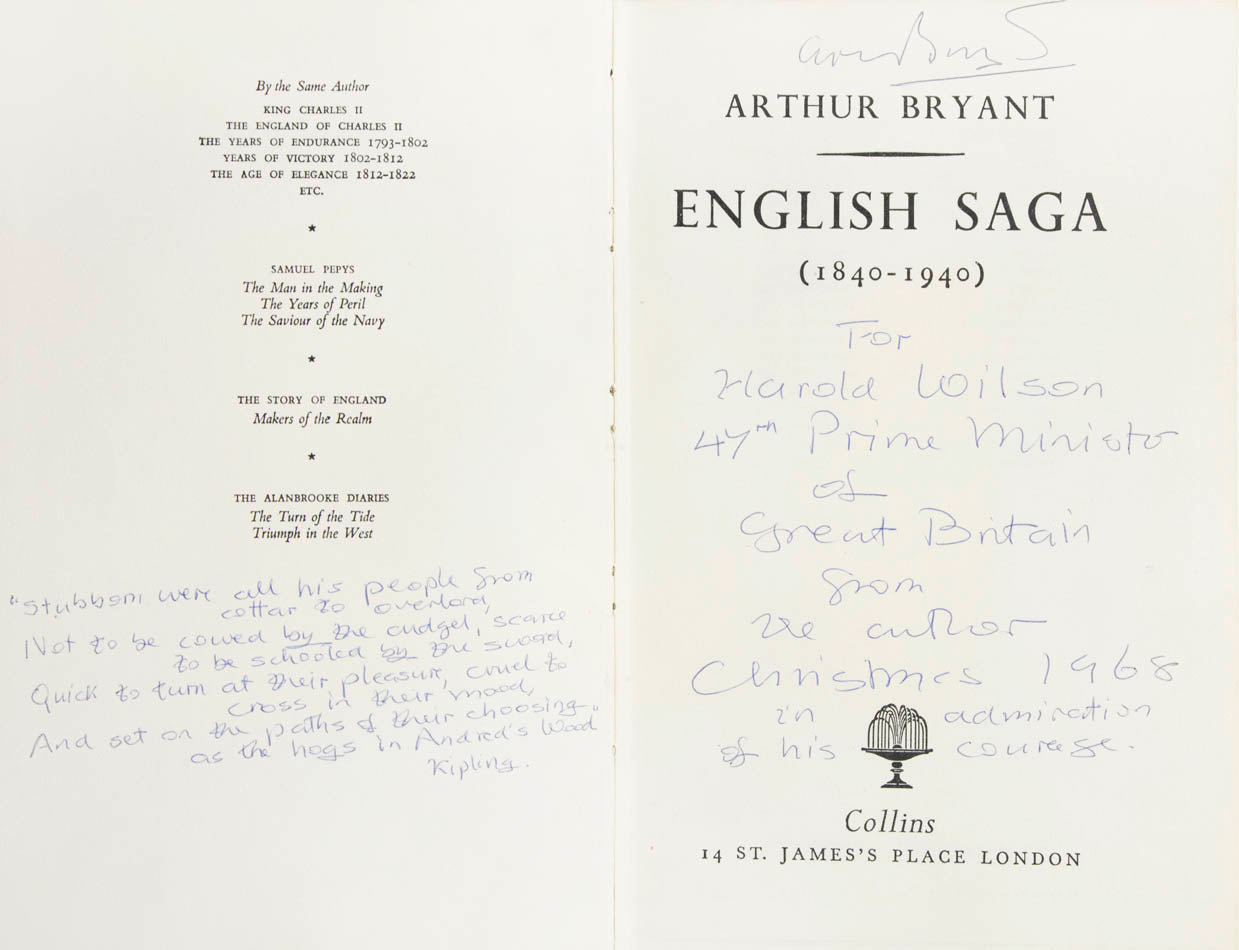 By the Same Author
KING CHARLES II
THE ENGLAND OF CHARLES II
THE YEARS OF ENDURANCE 1793–1802
YEARS OF VICTORY 1802–1812
THE AGE OF ELEGANCE 1812–1822
ETC.
★
SAMUEL PEPYS
The Man in the Making
The Years of Peril
The Saviour of the Navy
★
THE STORY OF ENGLAND
Makers of the Realm
★
THE ALANBROOKE DIARIES
The Turn of the Tide
Triumph in the West
"Stubborn were all his people from
cottar to overlord,
Not to be cowed by the cudgel, scarce
to be schooled by the sword,
Quick to turn at their pleasure, cruel to
cross in their mood,
And set on the paths of their choosing
as the hogs in Andred's Wood"
Kipling.
Arthur Bryant
ARTHUR BRYANT
ENGLISH SAGA
(1840-1940)
For
Harold Wilson
47th Prime Minister
of
Great Britain
from
the author
Christmas 1968
in admiration
of his courage.
Collins
14 ST. JAMES'S PLACE LONDON